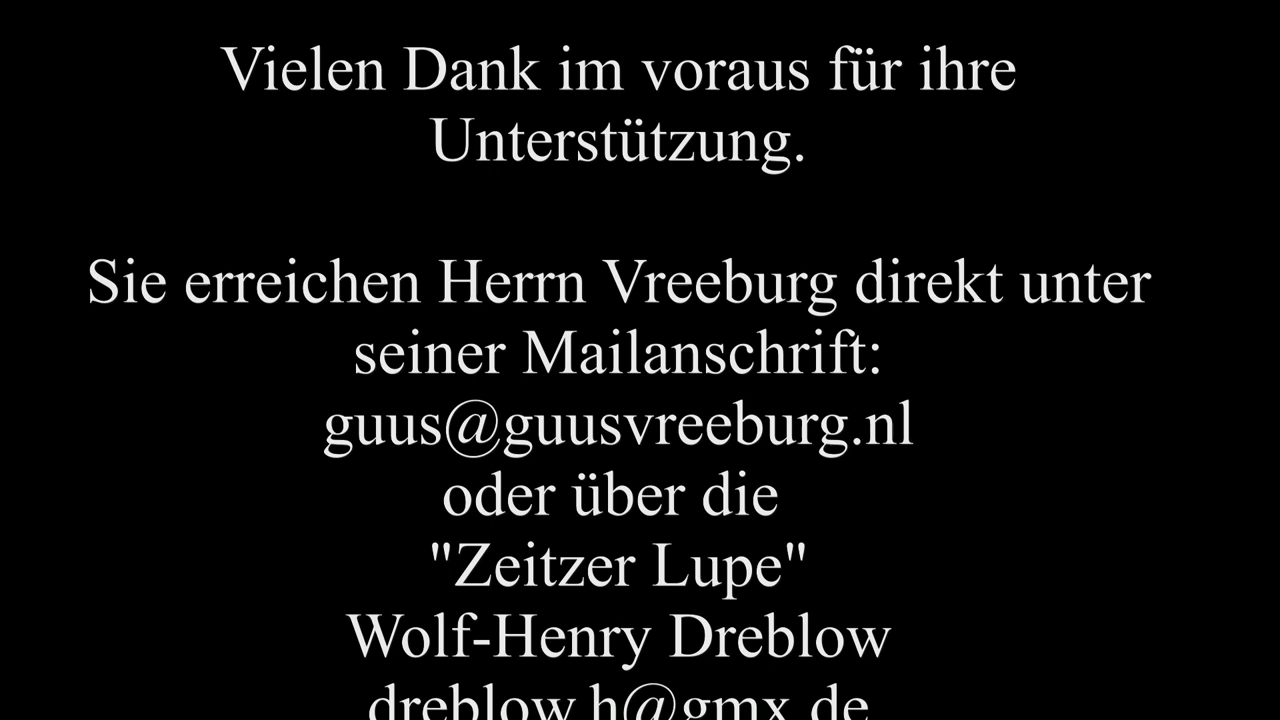 Vielen Dank im voraus für ihre
Unterstützung.
Sie erreichen Herrn Vreeburg direkt unter
seiner Mailanschrift:
guus@guusvreeburg.nl
oder über die
"Zeitzer Lupe"
Wolf-Henry Dreblow
dreblow.h@gmx.de